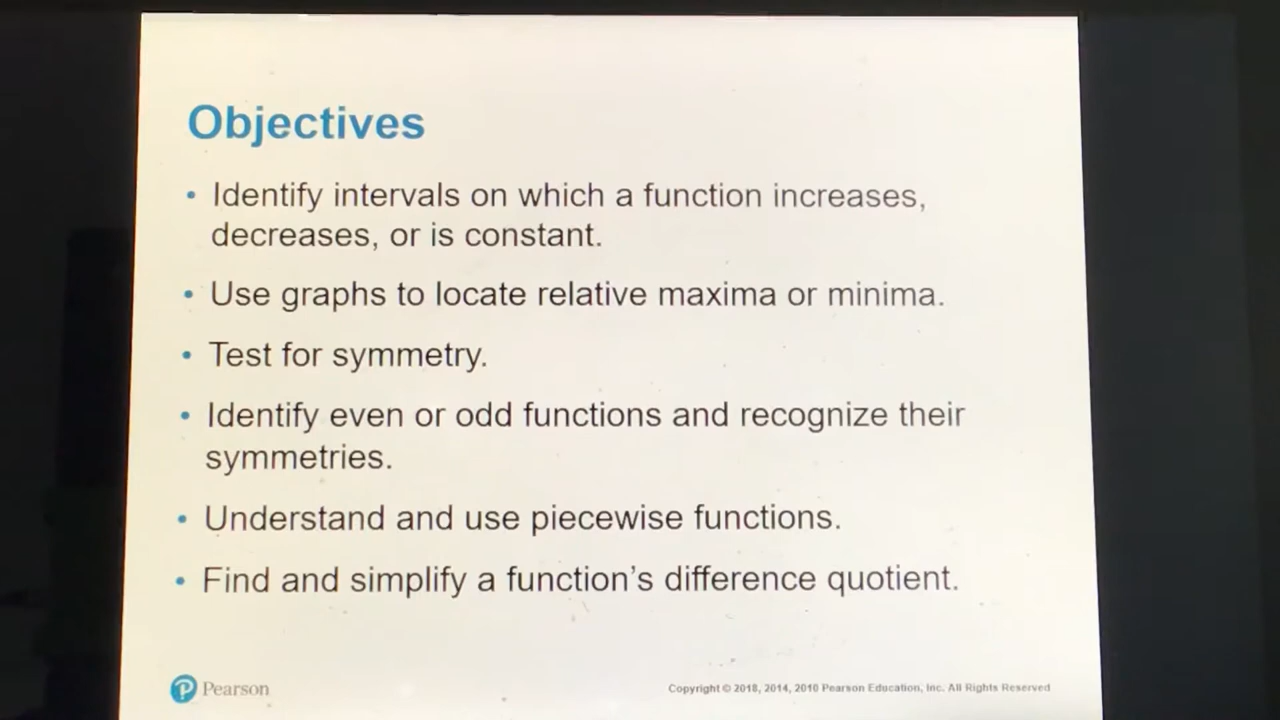 Objectives
• Identify intervals on which a function increases,
decreases, or is constant.
• Use graphs to locate relative maxima or minima.
• Test for symmetry.
• Identify even or odd functions and recognize their
symmetries.
• Understand and use piecewise functions.
• Find and simplify a function’s difference quotient.
P Pearson
Copyright © 2018, 2014, 2010 Pearson Education, Inc. All Rights Reserved